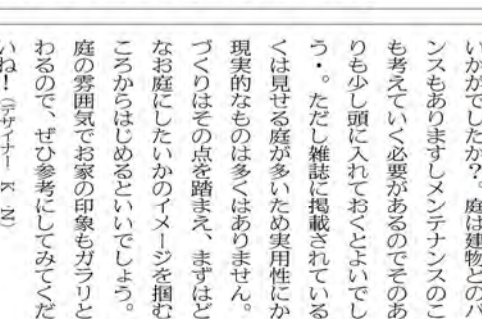 いかがでしたか？。庭は建物とのバ
ンスもありますしメンテナンスのこ
も考えていく必要があるのでそのあ
りも少し頭に入れておくとよいでし
う・。ただし雑誌に掲載されている
くは見せる庭が多いため実用性にか
現実的なものは多くはありません。
づくりはその点を踏まえ、まずはど
なお庭にしたいかのイメージを掴む
ころからはじめるといいでしょう。
庭の雰囲気でお家の印象もガラリと
わるので、ぜひ参考にしてみてくだ
いね！（デザイナー　K　N）